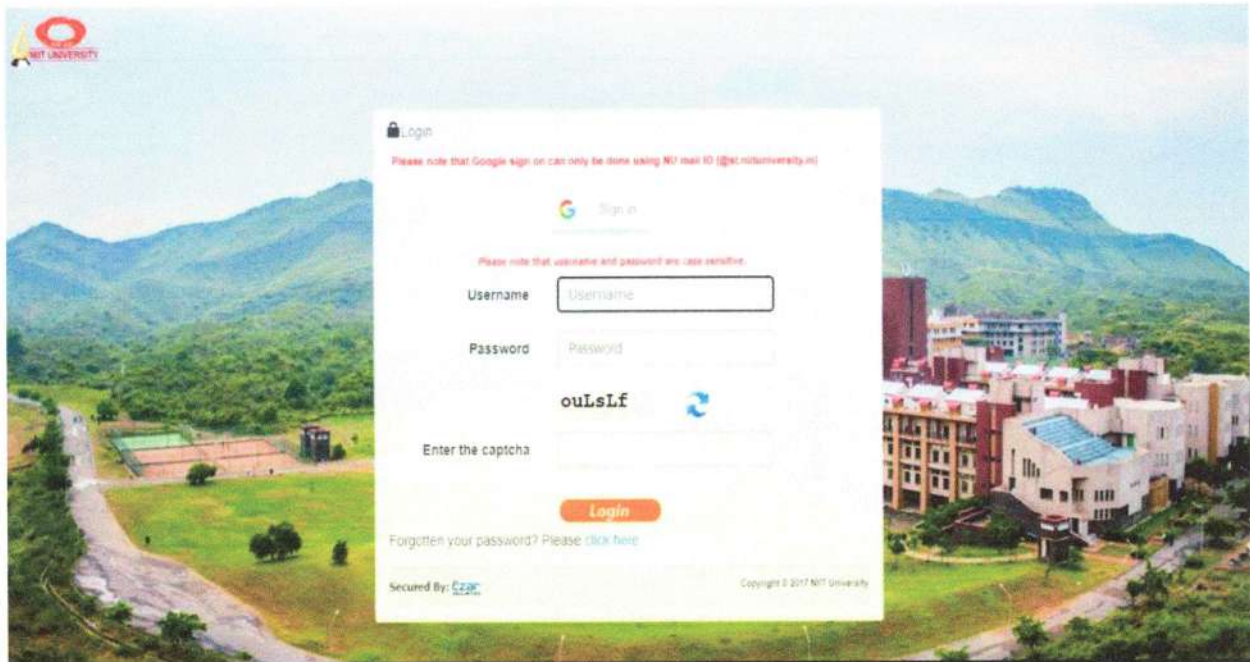 NIIT UNIVERSITY
Login
Please note that Google sign on can only be done using NU mail ID (@st.niituniversity.in)
Sign in
Please note that username and password are case sensitive.
Username Username
Password Password
ouLsLf
Enter the captcha
Login
Forgotten your password? Please click here
Secured By: Czar
Copyright © 2017 NIIT University